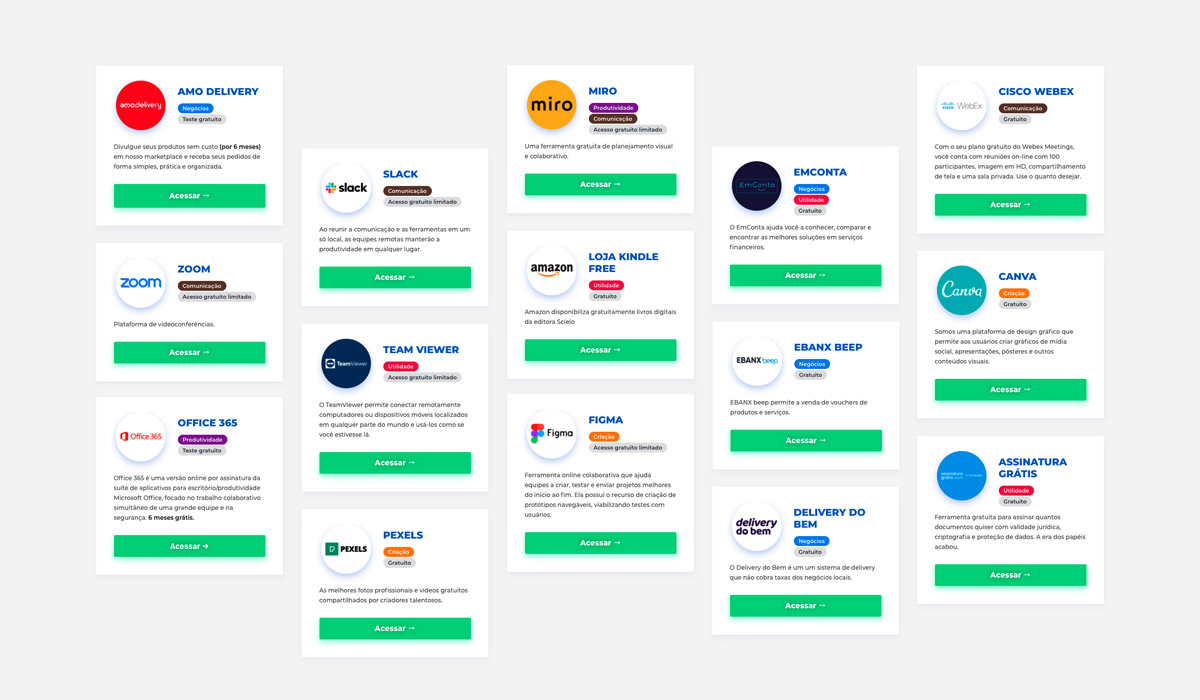 amo.delivery
AMO DELIVERY
Negócios
Teste gratuito
Divulgue seus produtos sem custo (por 6 meses)
em nosso marketplace e receba seus pedidos de
forma simples, prática e organizada.
Acessar →
zoom
ZOOM
Comunicação
Acesso gratuito limitado
Plataforma de videoconferências.
Acessar →
Office 365
OFFICE 365
Produtividade
Teste gratuito
Office 365 é uma versão online por assinatura da
suíte de aplicativos para escritório/produtividade
Microsoft Office, focado no trabalho colaborativo
simultâneo de uma grande equipe e na
segurança. 6 meses grátis.
Acessar →
slack
SLACK
Comunicação
Acesso gratuito limitado
Ao reunir a comunicação e as ferramentas em um
só local, as equipes remotas manterão a
produtividade em qualquer lugar.
Acessar →
TeamViewer
TEAM VIEWER
Utilidade
Acesso gratuito limitado
O TeamViewer permite conectar remotamente
computadores ou dispositivos móveis localizados
em qualquer parte do mundo e usá-los como se
você estivesse lá.
Acessar →
PEXELS
PEXELS
Criação
Gratuito
As melhores fotos profissionais e vídeos gratuitos
compartilhados por criadores talentosos.
Acessar →
miro
MIRO
Produtividade
Comunicação
Acesso gratuito limitado
Uma ferramenta gratuita de planejamento visual
e colaborativo.
Acessar →
amazon
LOJA KINDLE
FREE
Utilidade
Gratuito
Amazon disponibiliza gratuitamente livros digitais
da editora Scielo
Acessar →
Figma
FIGMA
Criação
Acesso gratuito limitado
Ferramenta online colaborativa que ajuda
equipes a criar, testar e enviar projetos melhores
do início ao fim. Ela possui o recurso de criação de
protótipos navegáveis, viabilizando testes com
usuários.
Acessar →
EmConta
EMCONTA
Negócios
Utilidade
Gratuito
O EmConta ajuda você a conhecer, comparar e
encontrar as melhores soluções em serviços
financeiros.
Acessar →
EBANX beep
EBANX BEEP
Negócios
Gratuito
EBANX beep permite a venda de vouchers de
produtos e serviços.
Acessar →
delivery
do bem
DELIVERY DO
BEM
Negócios
Gratuito
O Delivery do Bem é um um sistema de delivery
que não cobra taxas dos negócios locais.
Acessar →
CISCO WebEx
CISCO WEBEX
Comunicação
Gratuito
Com o seu plano gratuito do Webex Meetings,
você conta com reuniões on-line com 100
participantes, imagem em HD, compartilhamento
de tela e uma sala privada. Use o quanto desejar.
Acessar →
Canva
CANVA
Criação
Gratuito
Somos uma plataforma de design gráfico que
permite aos usuários criar gráficos de mídia
social, apresentações, pôsteres e outros
conteúdos visuais.
Acessar →
assinatura
grátis.com
ASSINATURA
GRÁTIS
Utilidade
Gratuito
Ferramenta gratuita para assinar quantos
documentos quiser com validade jurídica,
criptografia e proteção de dados. A era dos papéis
acabou.
Acessar →